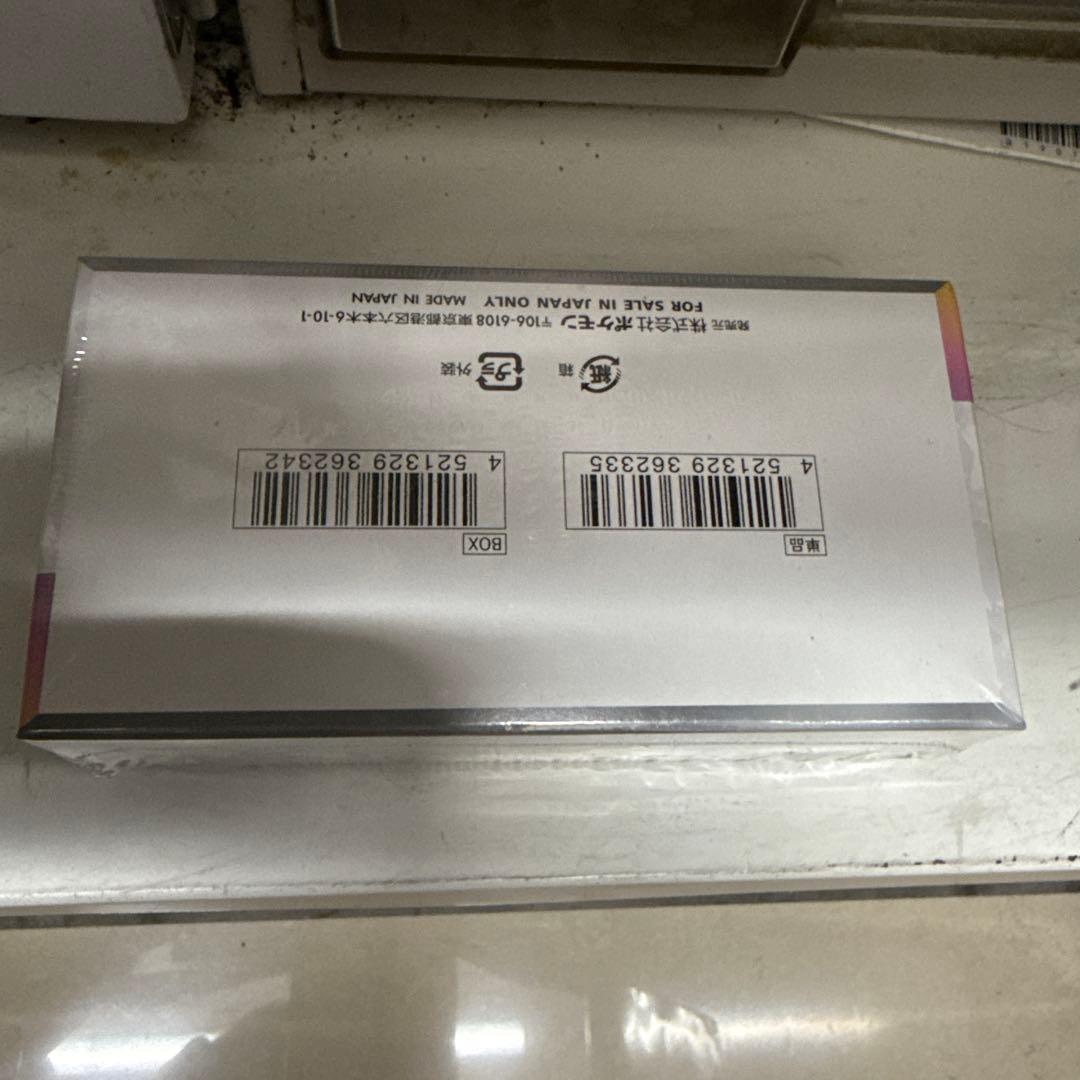 単品
BOX
4 521329 362335
4 521329 362342
紙 箱
プラ 外装
発売元 株式会社ポケモン 〒106-6108 東京都港区六本木6-10-1
FOR SALE IN JAPAN ONLY MADE IN JAPAN